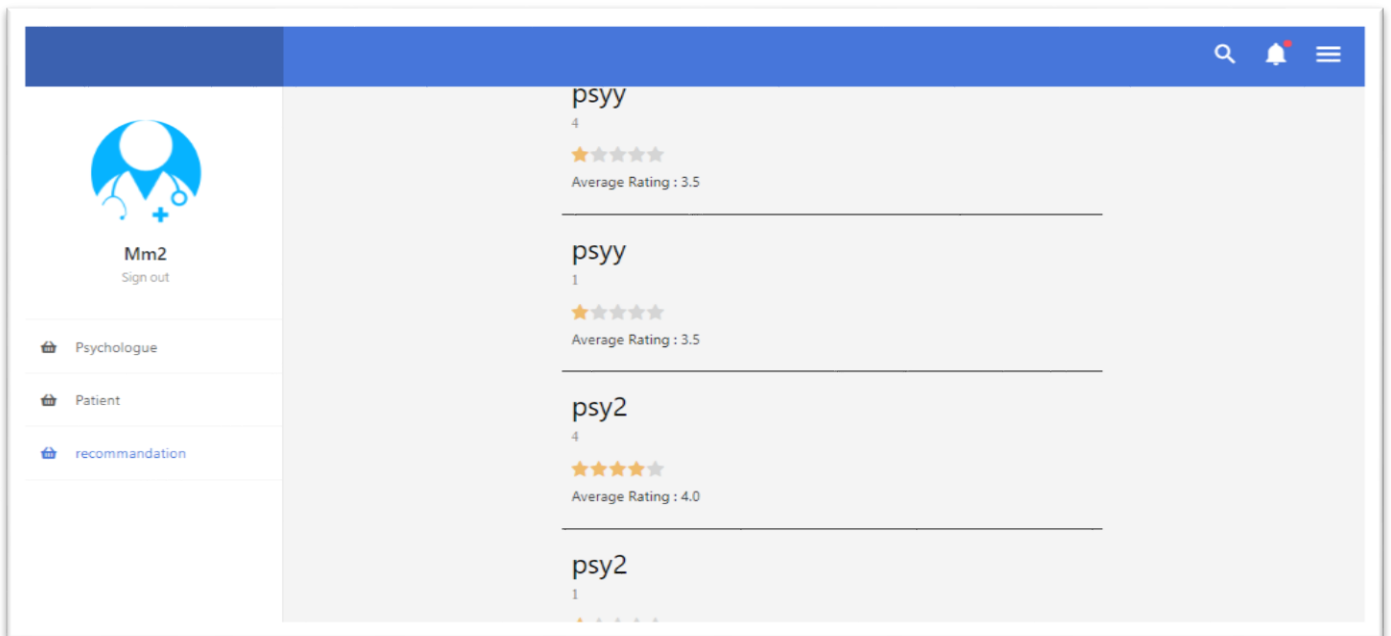 psyy
4
Average Rating : 3.5
psyy
1
Average Rating : 3.5
psy2
4
Average Rating : 4.0
psy2
1
Mm2
Sign out
Psychologue
Patient
recommandation